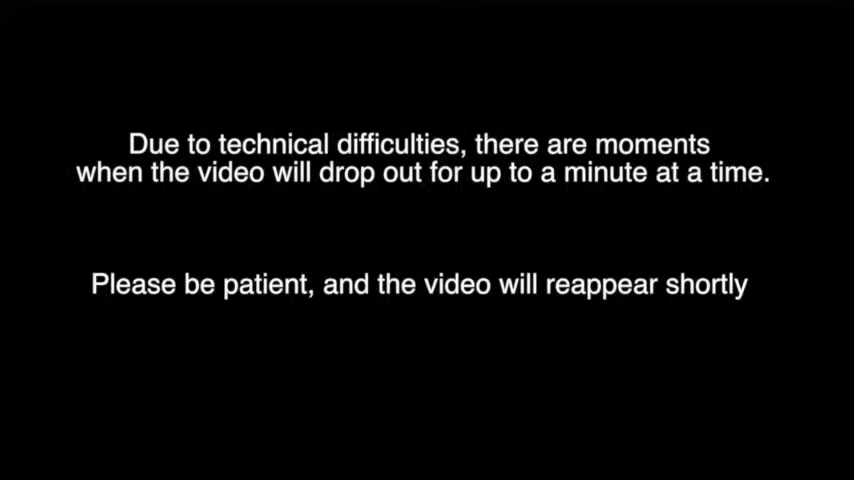 Due to technical difficulties, there are moments
when the video will drop out for up to a minute at a time.
Please be patient, and the video will reappear shortly